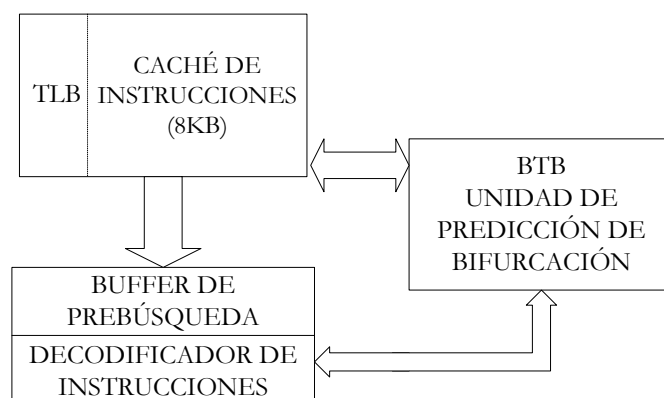 TLB
CACHÉ DE
INSTRUCCIONES
(8KB)
BTB
UNIDAD DE
PREDICCIÓN DE
BIFURCACIÓN
BUFFER DE
PREBÚSQUEDA
DECODIFICADOR DE
INSTRUCCIONES